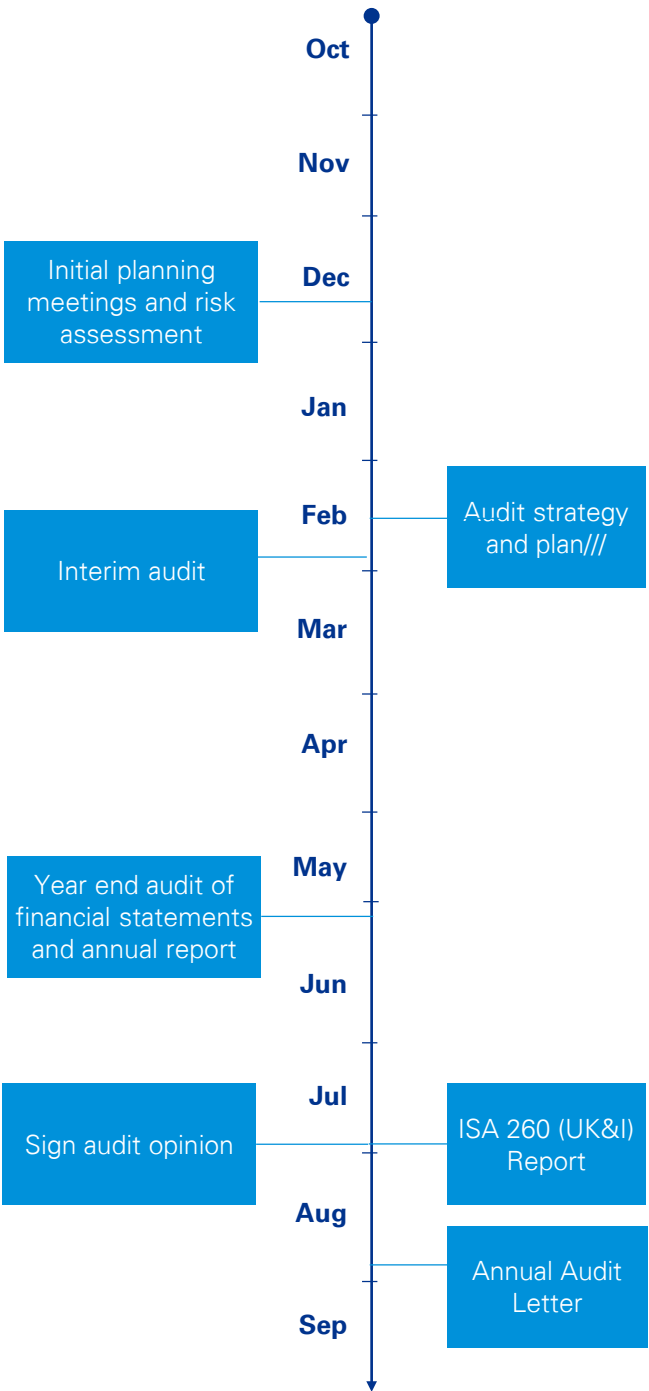 Oct
Nov
Initial planning
meetings and risk
assessment
Dec
Jan
Feb
Audit strategy
and plan///
Interim audit
Mar
Apr
May
Year end audit of
financial statements
and annual report
Jun
Jul
Sign audit opinion
ISA 260 (UK&I)
Report
Aug
Annual Audit
Letter
Sep